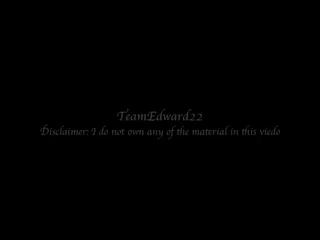 TeamEdward22
Disclaimer: I do not own any of the material in this viedo